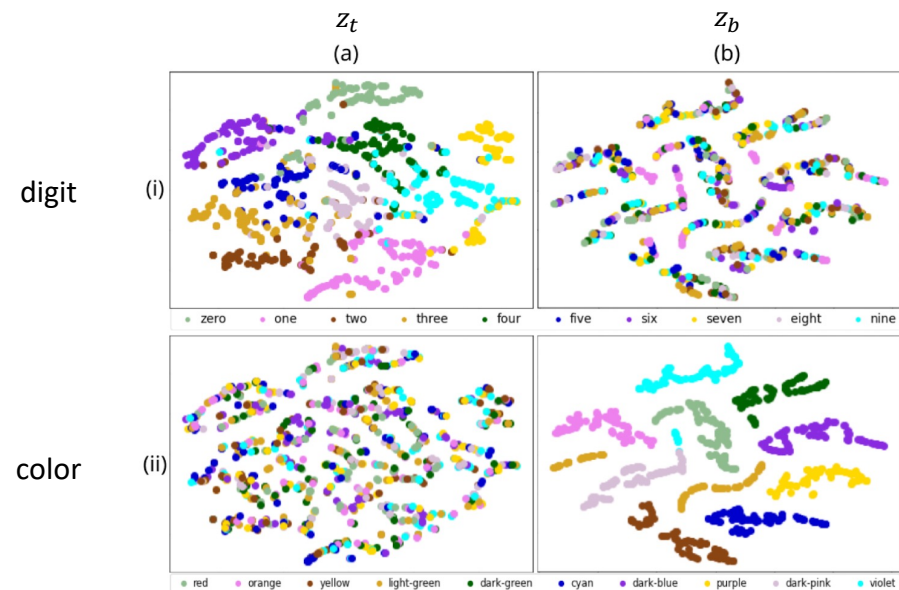 z_t z_b
(a) (b)
digit (i)
zero one two three four five six seven eight nine
color (ii)
red orange yellow light-green dark-green cyan dark-blue purple dark-pink violet